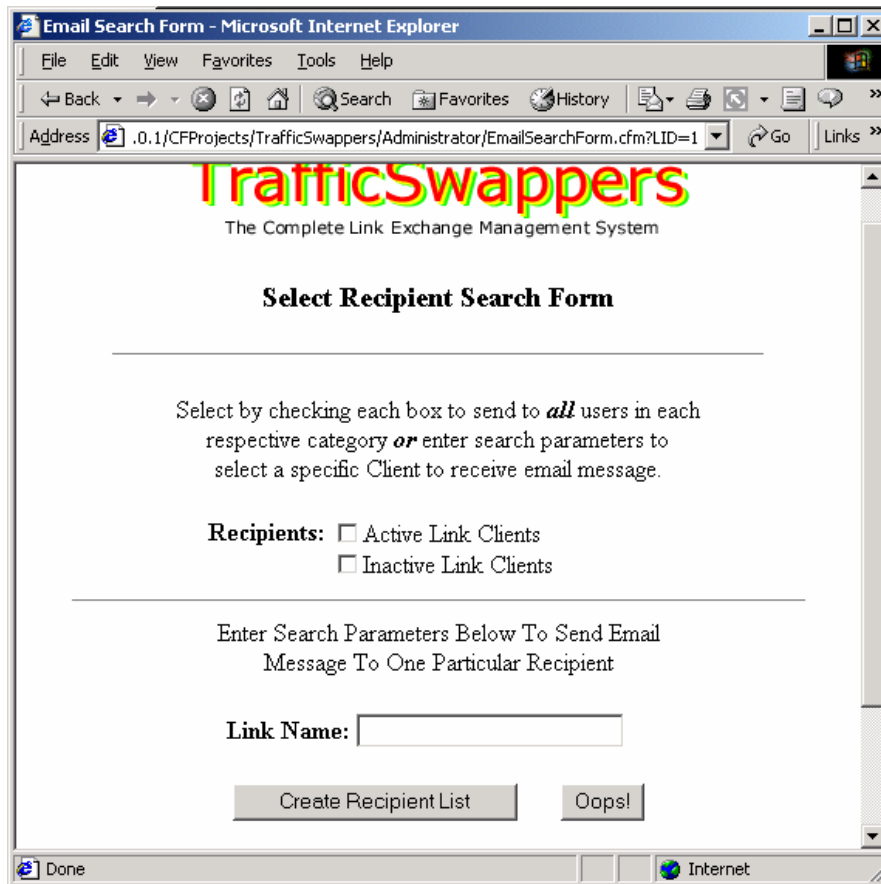 Email Search Form - Microsoft Internet Explorer
File Edit View Favorites Tools Help
Back Search Favorites History »
Address .0.1/CFProjects/TrafficSwappers/Administrator/EmailSearchForm.cfm?LID=1 Go Links »
TrafficSwappers
The Complete Link Exchange Management System
Select Recipient Search Form
Select by checking each box to send to all users in each
respective category or enter search parameters to
select a specific Client to receive email message.
Recipients: Active Link Clients
Inactive Link Clients
Enter Search Parameters Below To Send Email
Message To One Particular Recipient
Link Name:
Create Recipient List Oops!
Done Internet